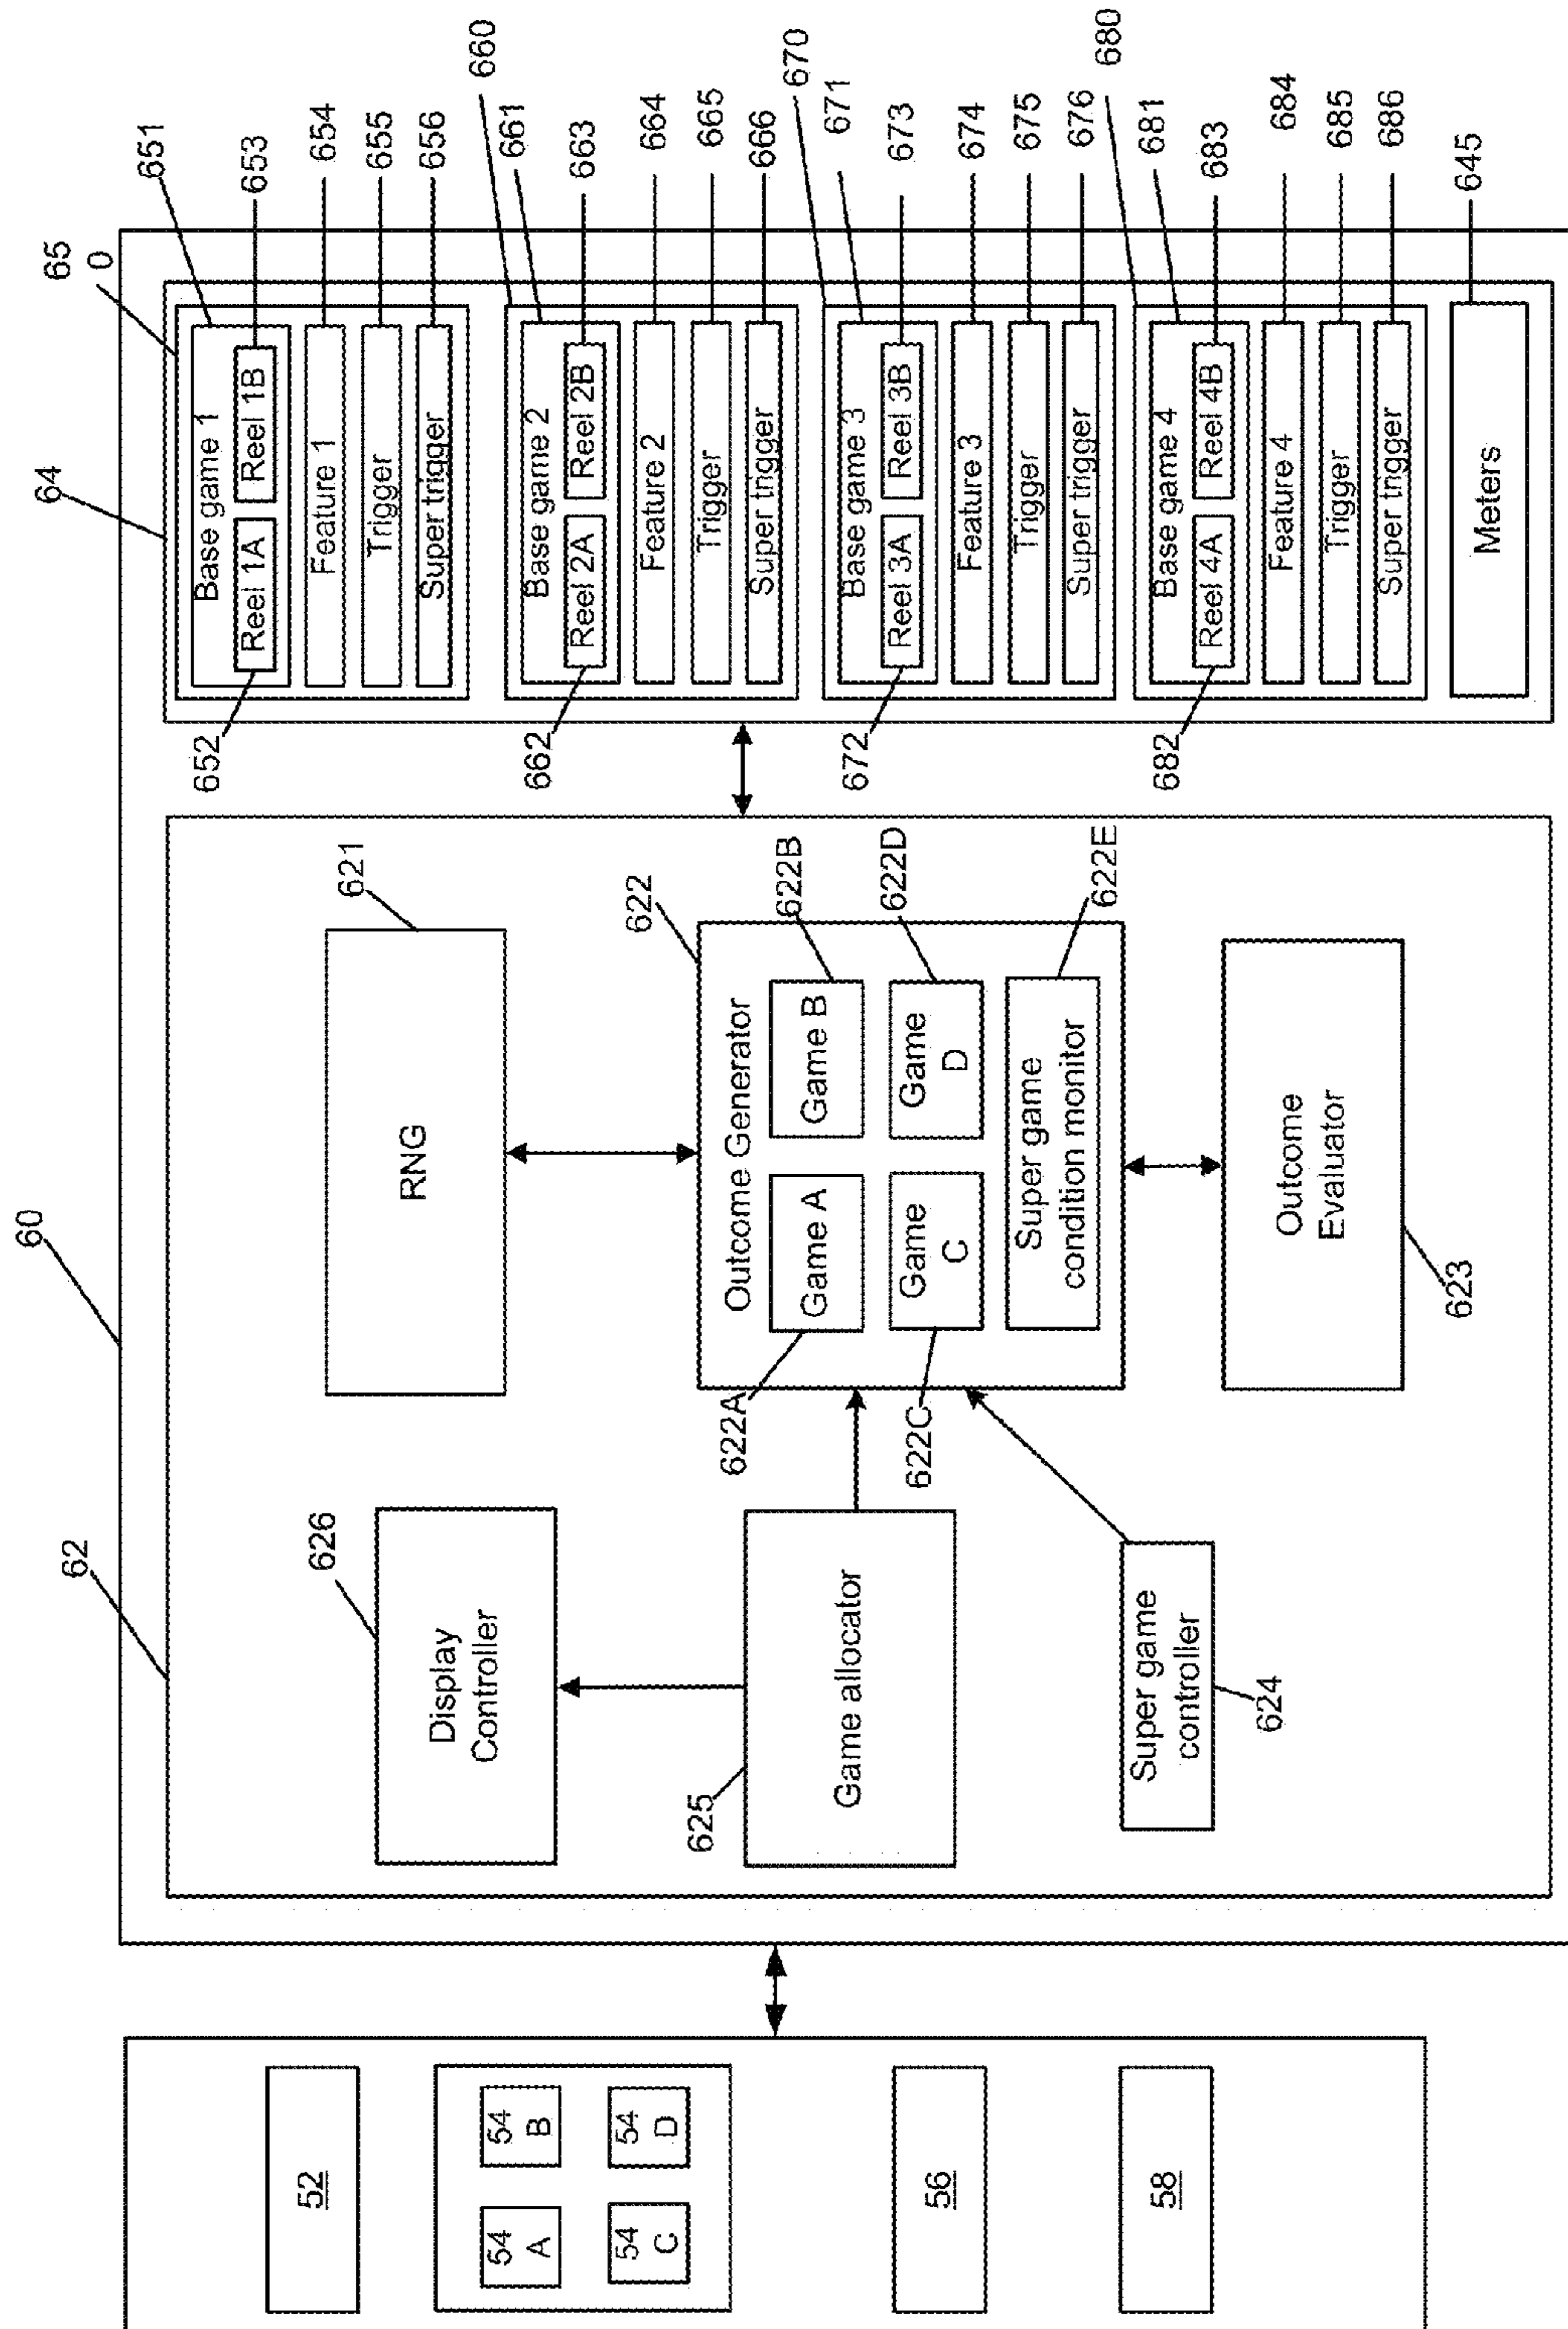 60
62
64
65
0
52
54
A
54
B
54
C
54
D
56
58
626
Display
Controller
625
Game allocator
Super game
controller
624
621
RNG
622
Outcome Generator
622A
Game A
622B
Game B
622C
Game
C
622D
Game
D
622E
Super game
condition monitor
Outcome
Evaluator
623
651
Base game 1
652
Reel 1A
Reel 1B
653
Feature 1
654
Trigger
655
Super trigger
656
660
661
Base game 2
662
Reel 2A
Reel 2B
663
Feature 2
664
Trigger
665
Super trigger
666
670
671
Base game 3
672
Reel 3A
Reel 3B
673
Feature 3
674
Trigger
675
Super trigger
676
680
681
Base game 4
682
Reel 4A
Reel 4B
683
Feature 4
684
Trigger
685
Super trigger
686
Meters
645